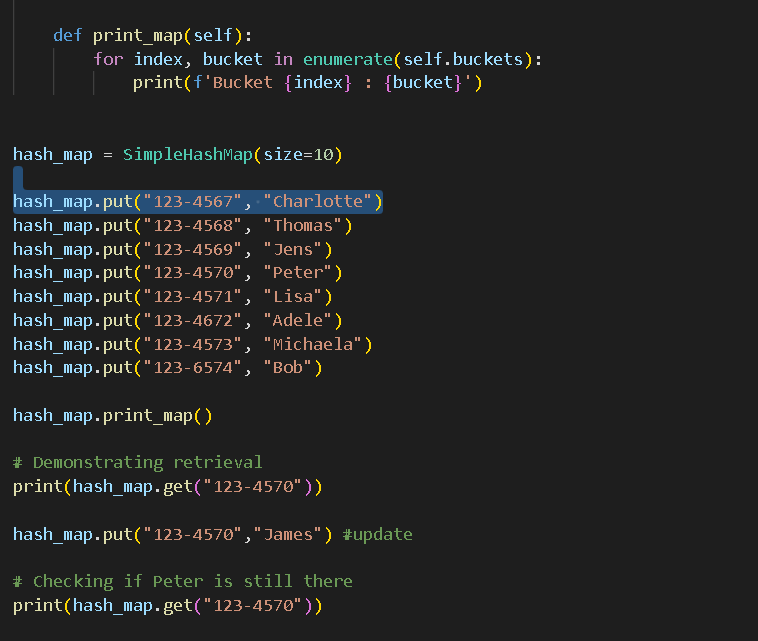 def print_map(self):
for index, bucket in enumerate(self.buckets):
print(f'Bucket {index} : {bucket}')
hash_map = SimpleHashMap(size=10)
hash_map.put("123-4567", "Charlotte")
hash_map.put("123-4568", "Thomas")
hash_map.put("123-4569", "Jens")
hash_map.put("123-4570", "Peter")
hash_map.put("123-4571", "Lisa")
hash_map.put("123-4672", "Adele")
hash_map.put("123-4573", "Michaela")
hash_map.put("123-6574", "Bob")
hash_map.print_map()
# Demonstrating retrieval
print(hash_map.get("123-4570"))
hash_map.put("123-4570","James") #update
# Checking if Peter is still there
print(hash_map.get("123-4570"))